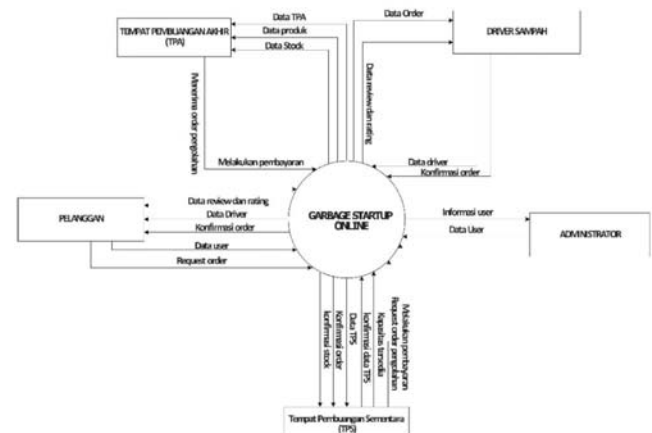 Data TPA
Data produk
Data Stock
TEMPAT PEMBUANGAN AKHIR
(TPA)
Data Order
DRIVER SAMPAH
Menerima order pengolahan
Melakukan pembayaran
Data review dan rating
Data driver
Konfirmasi order
Data review dan rating
Data Driver
Konfirmasi order
PELANGGAN
Data user
Request order
GARBAGE STARTUP
ONLINE
Informasi user
Data User
ADMINISTRATOR
konfirmasi stock
Konfirmasi order
Data TPS
konfirmasi data TPS
Kapasitas tersedia
Request order pengolahan
Melakukan pembayaran
Tempat Pembuangan Sementara
(TPS)